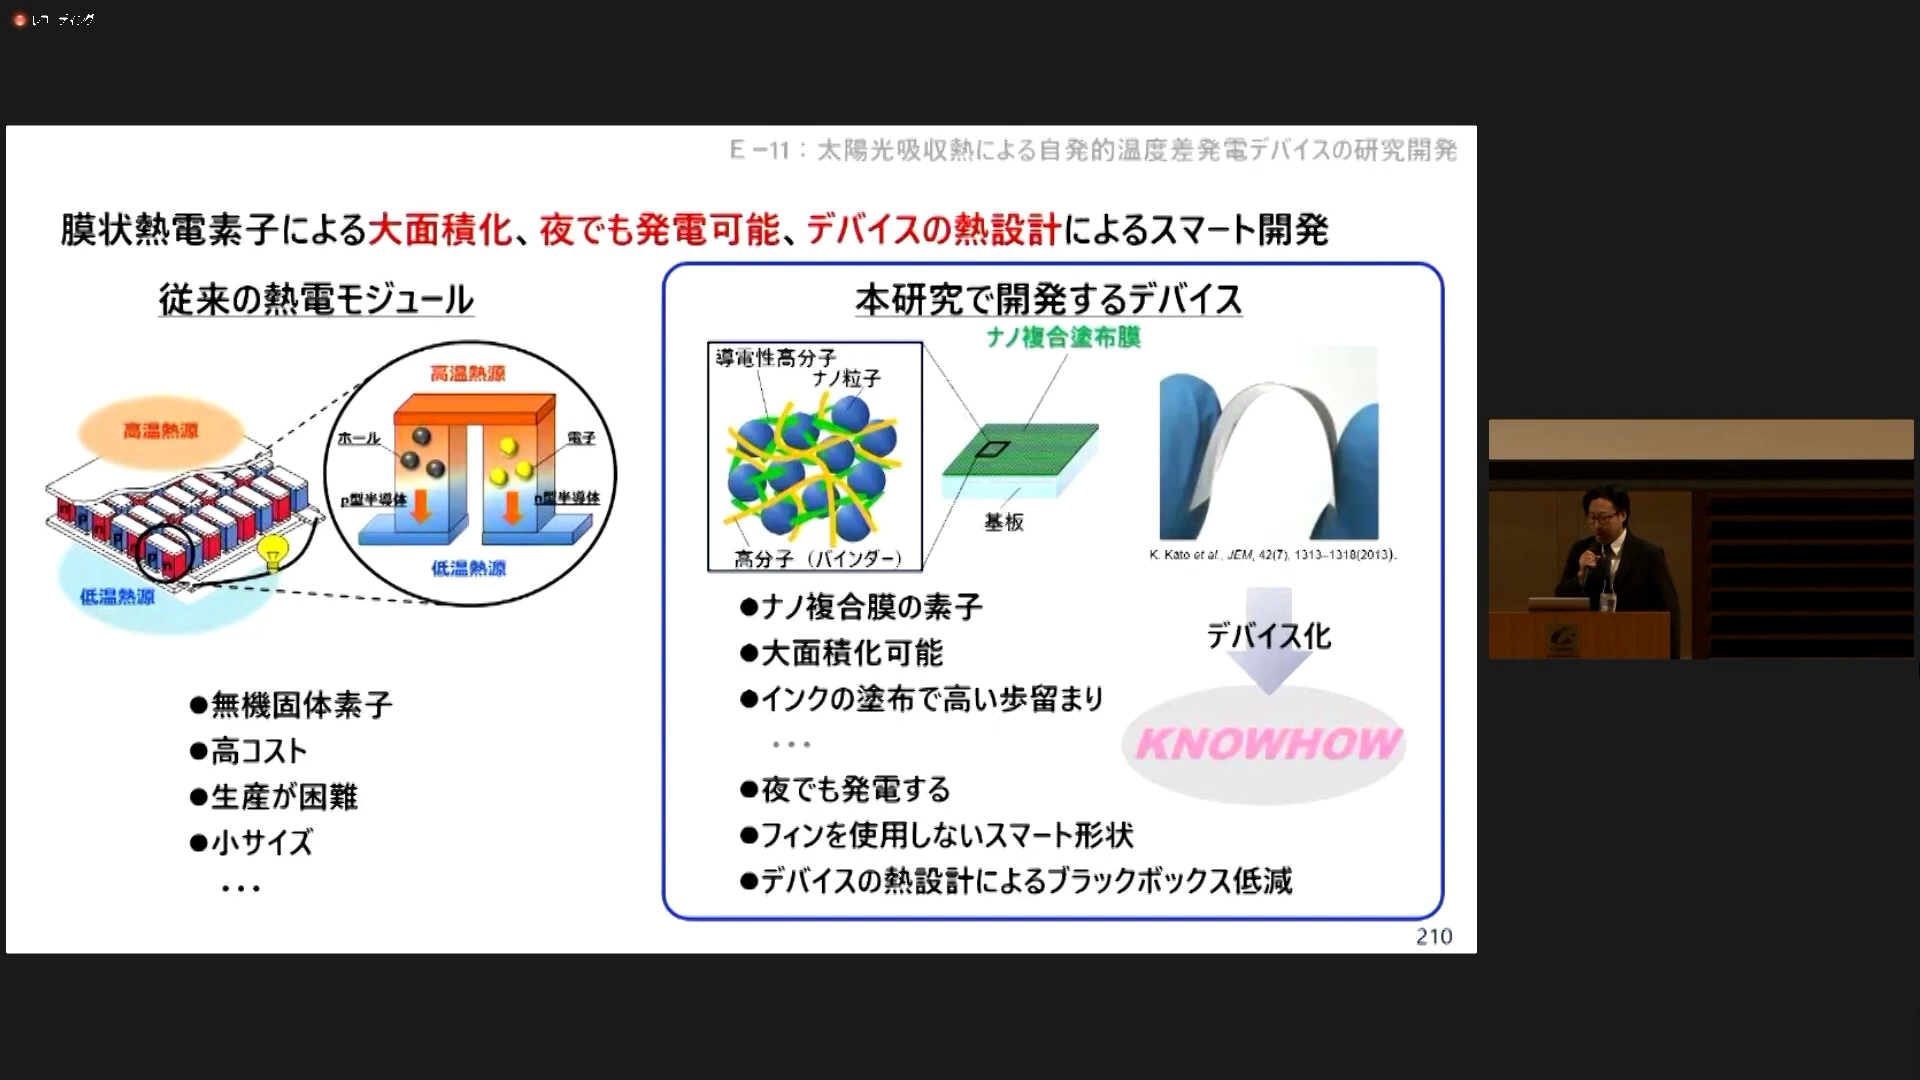 レコーディング
E－11：太陽光吸収熱による自発的温度差発電デバイスの研究開発
膜状熱電素子による大面積化、夜でも発電可能、デバイスの熱設計によるスマート開発
従来の熱電モジュール
高温熱源
低温熱源
高温熱源
ホール
電子
p型半導体
n型半導体
低温熱源
●無機固体素子
●高コスト
●生産が困難
●小サイズ
･･･
本研究で開発するデバイス
ナノ複合塗布膜
導電性高分子
ナノ粒子
高分子（バインダー）
基板
K. Kato et al., JEM, 42(7), 1313–1318(2013).
●ナノ複合膜の素子
●大面積化可能
●インクの塗布で高い歩留まり
･･･
●夜でも発電する
●フィンを使用しないスマート形状
●デバイスの熱設計によるブラックボックス低減
デバイス化
KNOWHOW
210